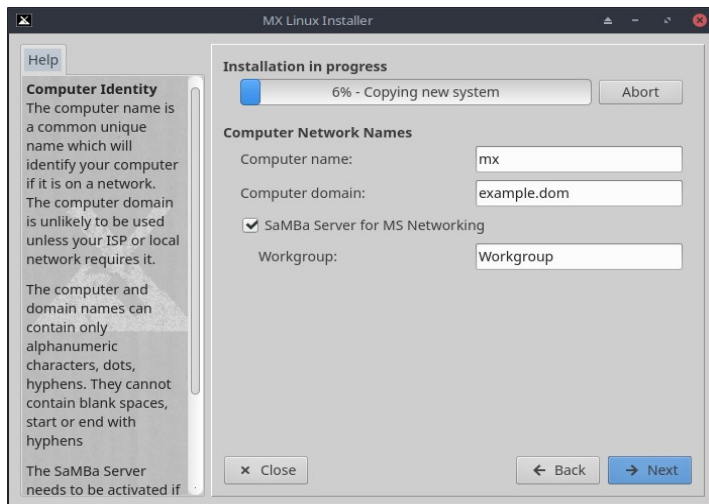 MX Linux Installer
Help
Computer Identity
The computer name is
a common unique
name which will
identify your computer
if it is on a network.
The computer domain
is unlikely to be used
unless your ISP or local
network requires it.
The computer and
domain names can
contain only
alphanumeric
characters, dots,
hyphens. They cannot
contain blank spaces,
start or end with
hyphens
The SaMBa Server
needs to be activated if
Installation in progress
6% - Copying new system
Abort
Computer Network Names
Computer name:
mx
Computer domain:
example.dom
SaMBa Server for MS Networking
Workgroup:
Workgroup
Close
Back
Next